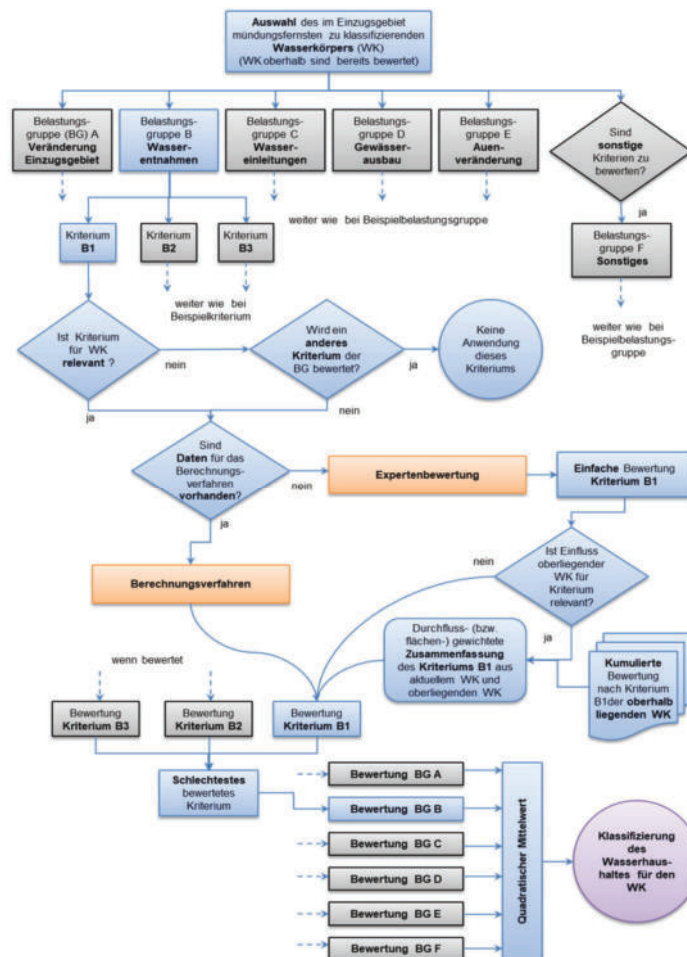 Auswahl des im Einzugsgebiet
mündungsfernsten zu klassifizierenden
Wasserkörpers (WK)
(WK oberhalb sind bereits bewertet)
Belastungs-
gruppe (BG) A
Veränderung
Einzugsgebiet
Belastungs-
gruppe B
Wasser-
entnahmen
Belastungs-
gruppe C
Wasser-
einleitungen
Belastungs-
gruppe D
Gewässer-
ausbau
Belastungs-
gruppe E
Auen-
veränderung
Sind
sonstige
Kriterien zu
bewerten?
ja
weiter wie bei Beispielbelastungsgruppe
Kriterium
B1
Kriterium
B2
Kriterium
B3
Belastungs-
gruppe F
Sonstiges
weiter wie bei
Beispielkriterium
weiter wie bei
Beispielbelastungs-
gruppe
Ist Kriterium
für WK
relevant ?
nein
Wird ein
anderes
Kriterium der
BG bewertet?
ja
Keine
Anwendung
dieses
Kriteriums
ja
nein
Sind
Daten für das
Berechnungs-
verfahren
vorhanden?
nein
Expertenbewertung
Einfache Bewertung
Kriterium B1
ja
Berechnungsverfahren
nein
Ist Einfluss
oberliegender
WK für
Kriterium
relevant?
ja
Durchfluss- (bzw.
flächen-) gewichtete
Zusammenfassung
des Kriteriums B1 aus
aktuellem WK und
oberliegenden WK
Kumulierte
Bewertung
nach Kriterium
B1der oberhalb
liegenden WK
wenn bewertet
Bewertung
Kriterium B3
Bewertung
Kriterium B2
Bewertung
Kriterium B1
Schlechtestes
bewertetes
Kriterium
Bewertung BG A
Bewertung BG B
Bewertung BG C
Bewertung BG D
Bewertung BG E
Bewertung BG F
Quadratischer Mittelwert
Klassifizierung
des
Wasserhaus-
haltes für den
WK